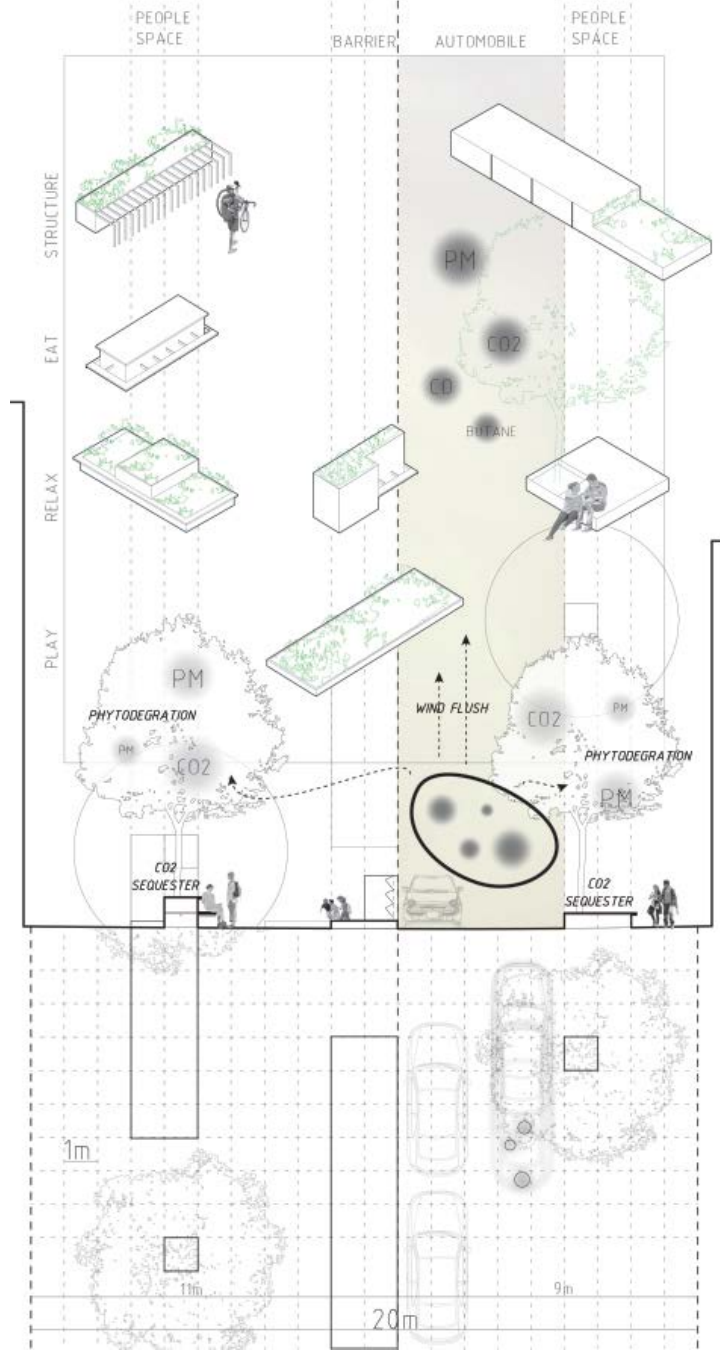 PEOPLE
SPACE
BARRIER
AUTOMOBILE
PEOPLE
SPACE
STRUCTURE
EAT
RELAX
PLAY
PM
CO2
CO
BUTANE
PM
PHYTODEGRATION
PM
CO2
WIND FLUSH
CO2
PM
PHYTODEGRATION
PM
CO2
SEQUESTER
CO2
SEQUESTER
1m
11m
9m
20m